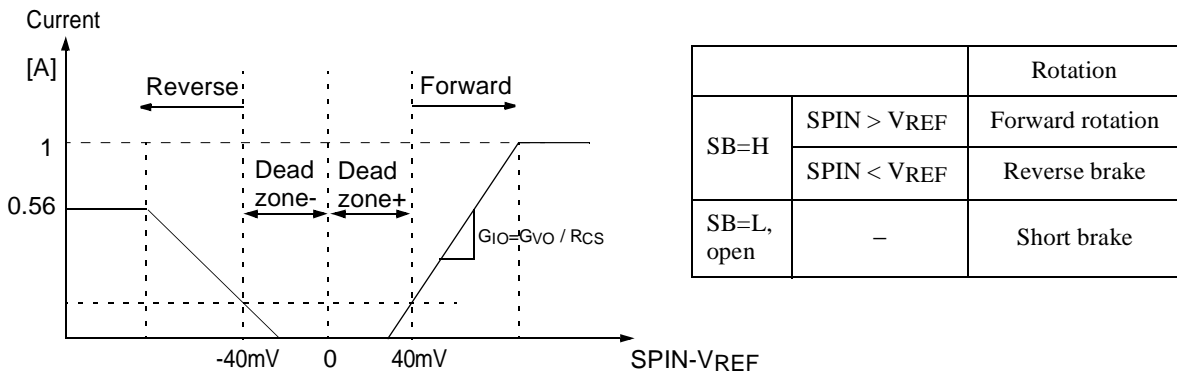 Current
[A]
Reverse
Forward
1
Dead zone-
Dead zone+
0.56
GIO=GVO / RCS
-40mV
0
40mV
SPIN-VREF
Rotation
SB=H
SPIN > VREF
Forward rotation
SPIN < VREF
Reverse brake
SB=L, open
–
Short brake